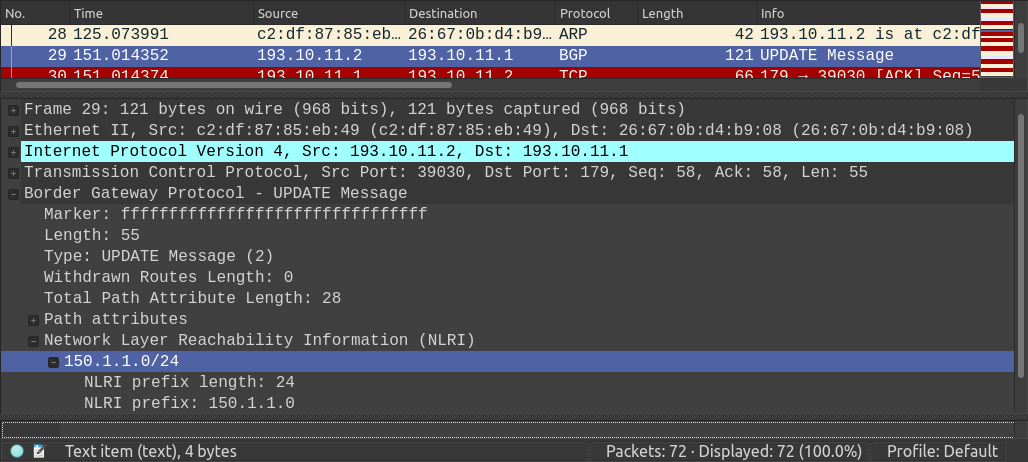 No. Time Source Destination Protocol Length Info
28 125.073991 c2:df:87:85:eb… 26:67:0b:d4:b9… ARP 42 193.10.11.2 is at c2:df
29 151.014352 193.10.11.2 193.10.11.1 BGP 121 UPDATE Message
30 151.014374 193.10.11.1 193.10.11.2 TCP 66 179 → 39030 [ACK] Seq=5
Frame 29: 121 bytes on wire (968 bits), 121 bytes captured (968 bits)
Ethernet II, Src: c2:df:87:85:eb:49 (c2:df:87:85:eb:49), Dst: 26:67:0b:d4:b9:08 (26:67:0b:d4:b9:08)
Internet Protocol Version 4, Src: 193.10.11.2, Dst: 193.10.11.1
Transmission Control Protocol, Src Port: 39030, Dst Port: 179, Seq: 58, Ack: 58, Len: 55
Border Gateway Protocol - UPDATE Message
Marker: ffffffffffffffffffffffffffffffff
Length: 55
Type: UPDATE Message (2)
Withdrawn Routes Length: 0
Total Path Attribute Length: 28
Path attributes
Network Layer Reachability Information (NLRI)
150.1.1.0/24
NLRI prefix length: 24
NLRI prefix: 150.1.1.0
Text item (text), 4 bytes
Packets: 72 · Displayed: 72 (100.0%)
Profile: Default